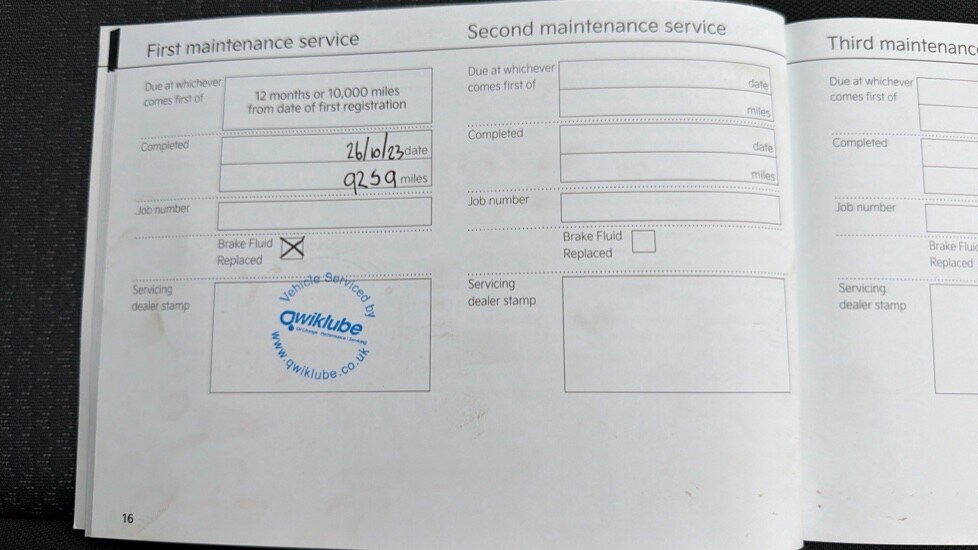 First maintenance service
Due at whichever
comes first of
12 months or 10,000 miles
from date of first registration
Completed
26/10/23 date
9259 miles
Job number
Brake Fluid
Replaced
Servicing
dealer stamp
Vehicle Serviced by
Qwiklube
www.qwiklube.co.uk
16
Second maintenance service
Due at whichever
comes first of
date
miles
Completed
date
miles
Job number
Brake Fluid
Replaced
Servicing
dealer stamp
Third maintenanc
Due at whichever
comes first of
Completed
Job number
Brake Fluid
Replaced
Servicing
dealer stamp